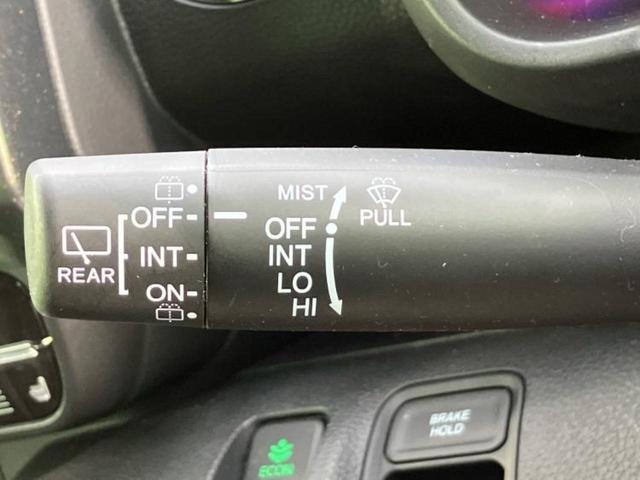 REAR
OFF
INT
ON
MIST
OFF
INT
LO
HI
PULL
BRAKE
HOLD
ECON